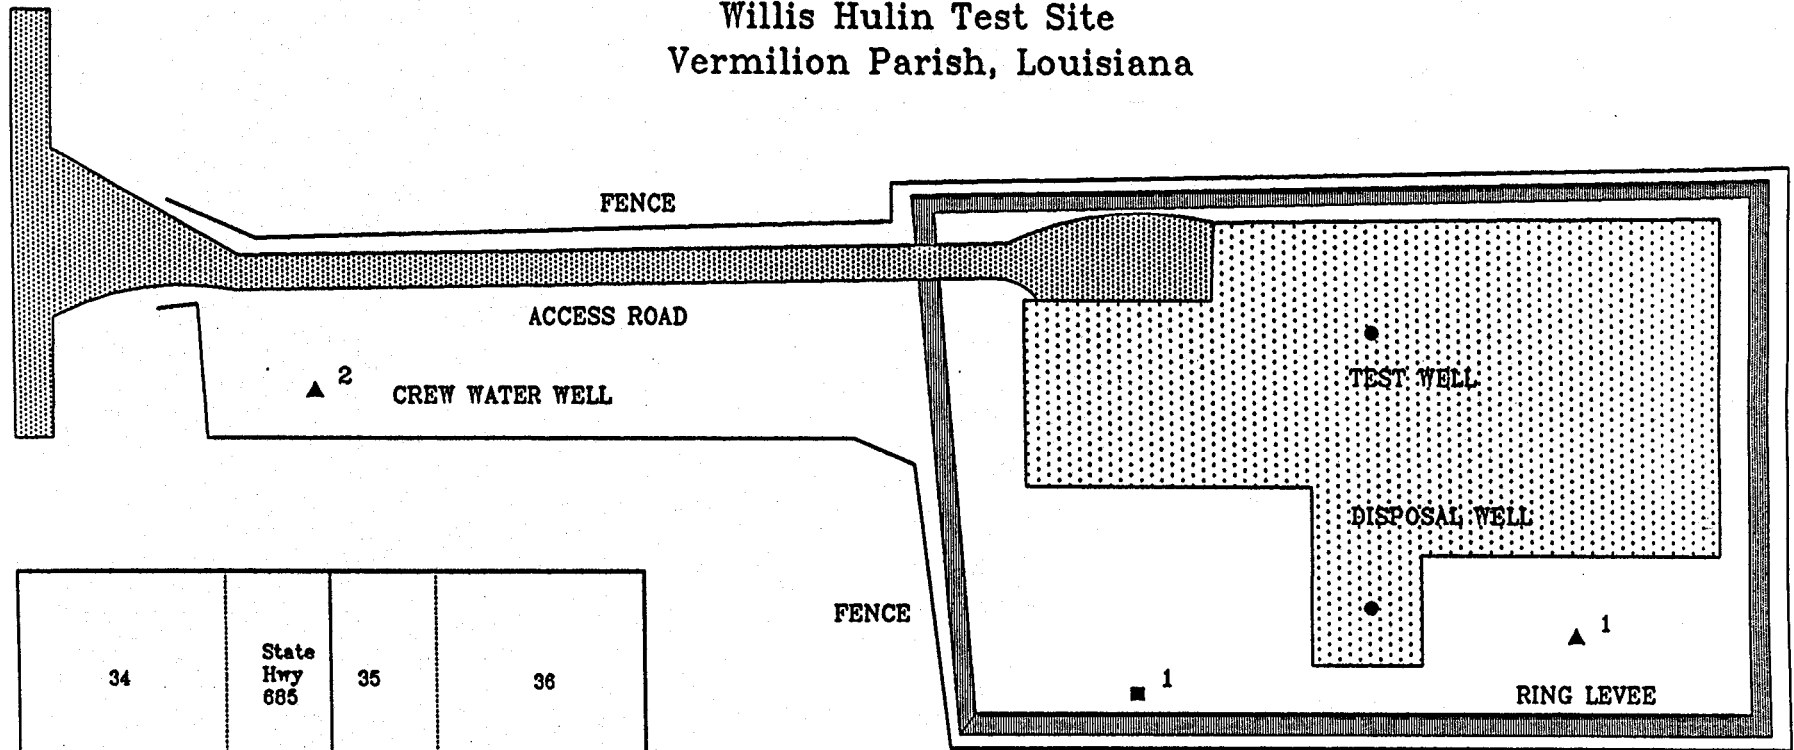 Willis Hulin Test Site
Vermilion Parish, Louisiana
FENCE
ACCESS ROAD
2
CREW WATER WELL
TEST WELL
DISPOSAL WELL
FENCE
1
1
RING LEVEE
34
State
Hwy
685
35
36